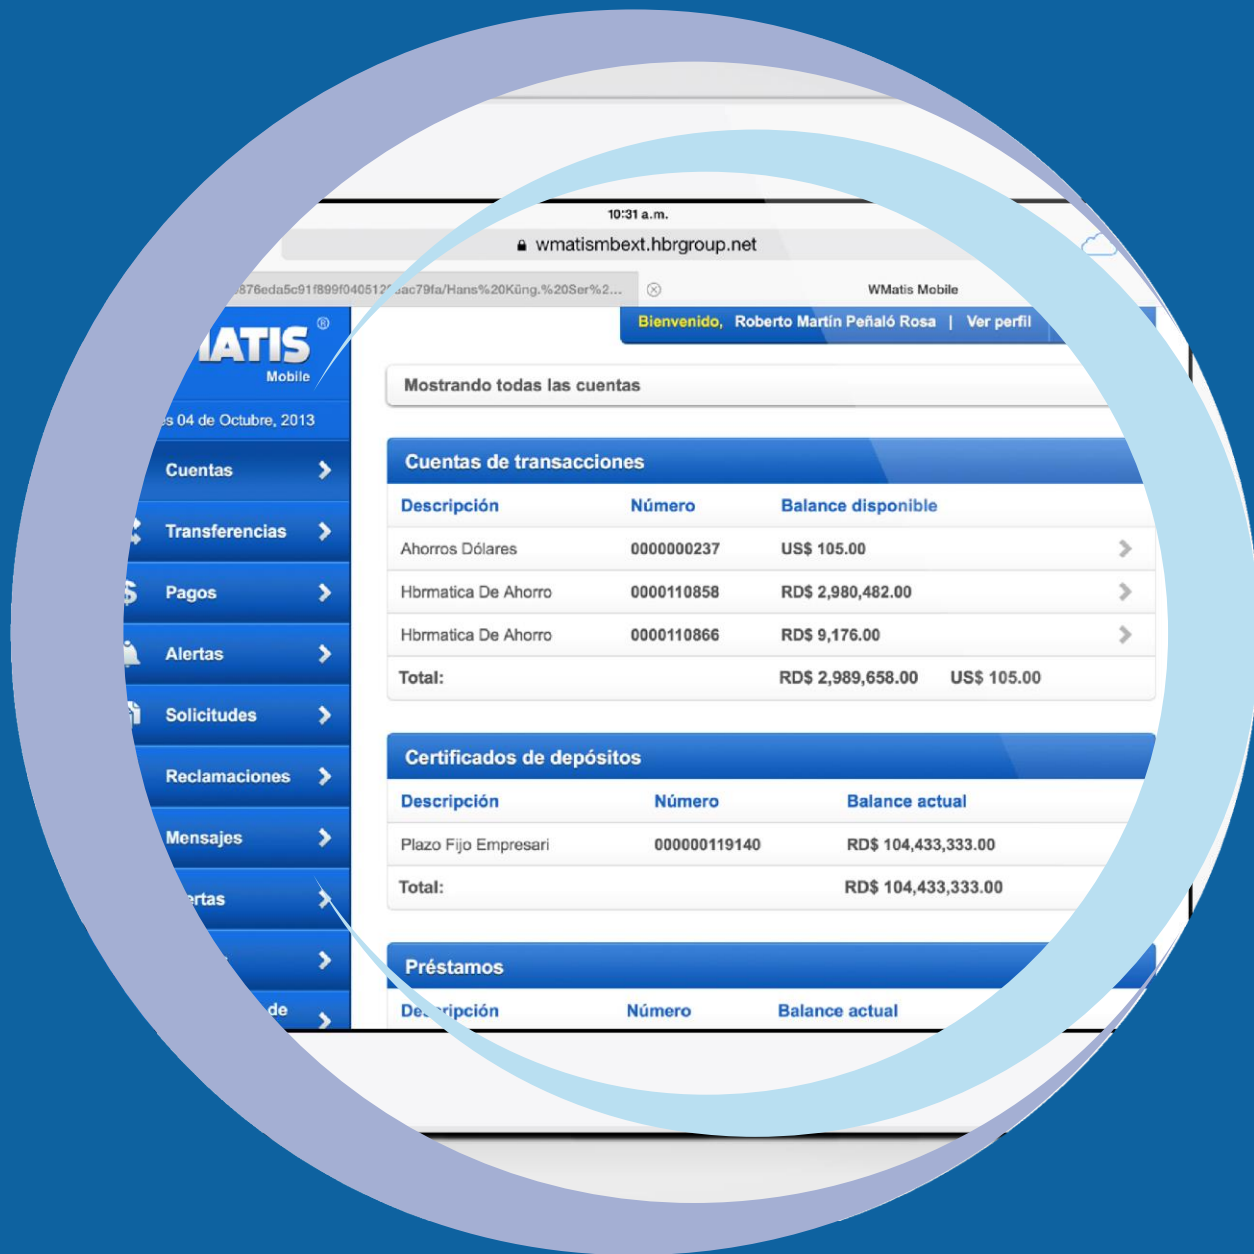 10:31 a.m.
wmatismbext.hbrgroup.net
WMatis Mobile
Bienvenido, Roberto Martín Peñaló Rosa | Ver perfil
Mobile
04 de Octubre, 2013
Mostrando todas las cuentas
Cuentas
Transferencias
Pagos
Alertas
Solicitudes
Reclamaciones
Mensajes
de
Cuentas de transacciones
Descripción Número Balance disponible
Ahorros Dólares 0000000237 US$ 105.00
Hbrmatica De Ahorro 0000110858 RD$ 2,980,482.00
Hbrmatica De Ahorro 0000110866 RD$ 9,176.00
Total: RD$ 2,989,658.00 US$ 105.00
Certificados de depósitos
Descripción Número Balance actual
Plazo Fijo Empresari 000000119140 RD$ 104,433,333.00
Total: RD$ 104,433,333.00
Préstamos
Descripción Número Balance actual